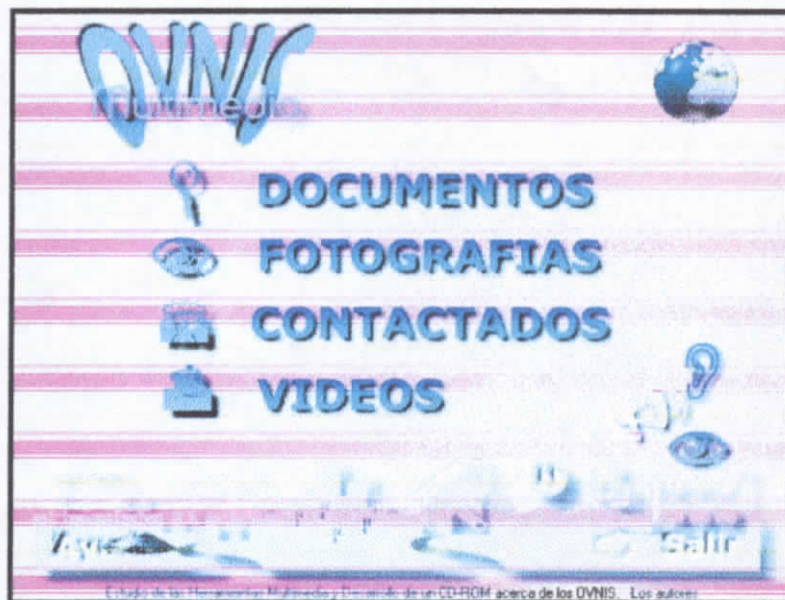 OVNIS
Multimedia
DOCUMENTOS
FOTOGRAFIAS
CONTACTADOS
VIDEOS
Salir
Estudio de las Herramientas Multimedia y Desarrollo de un CD-ROM acerca de los OVNIS. Los autores